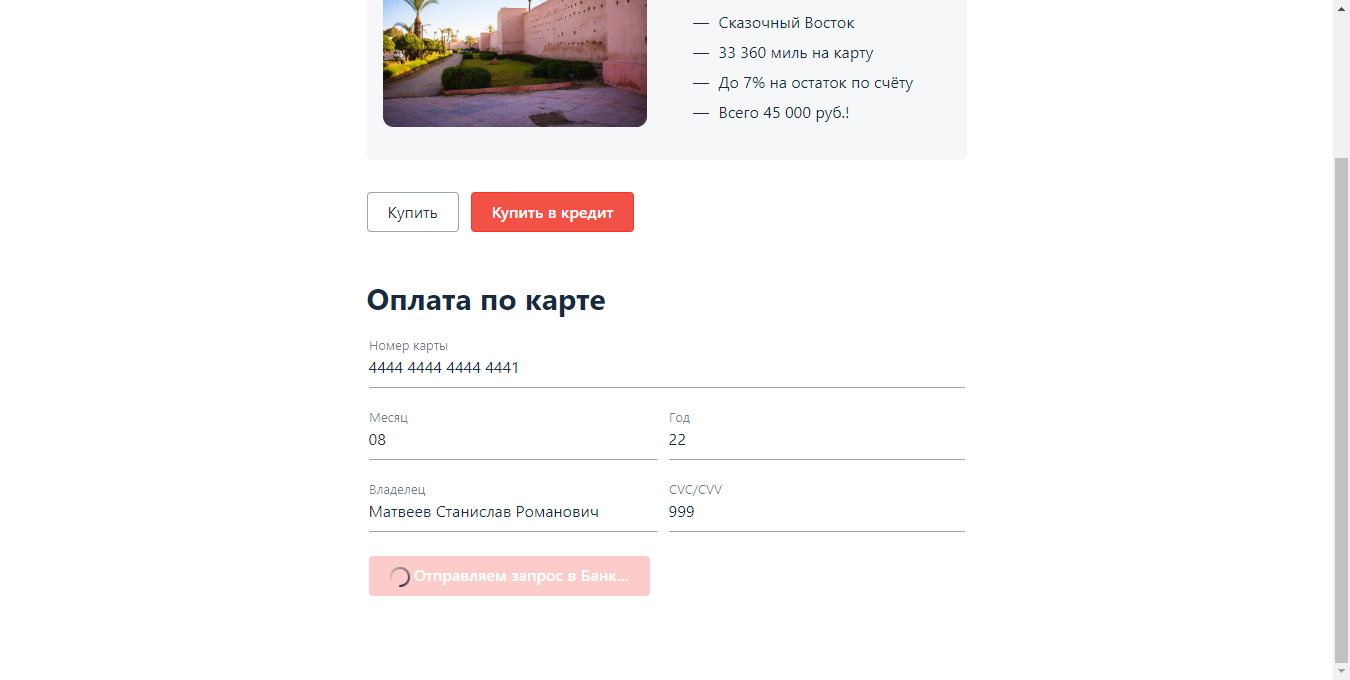 — Сказочный Восток
— 33 360 миль на карту
— До 7% на остаток по счёту
— Всего 45 000 руб.!
Купить Купить в кредит
Оплата по карте
Номер карты
4444 4444 4444 4441
Месяц Год
08 22
Владелец CVC/CVV
Матвеев Станислав Романович 999
Отправляем запрос в Банк...